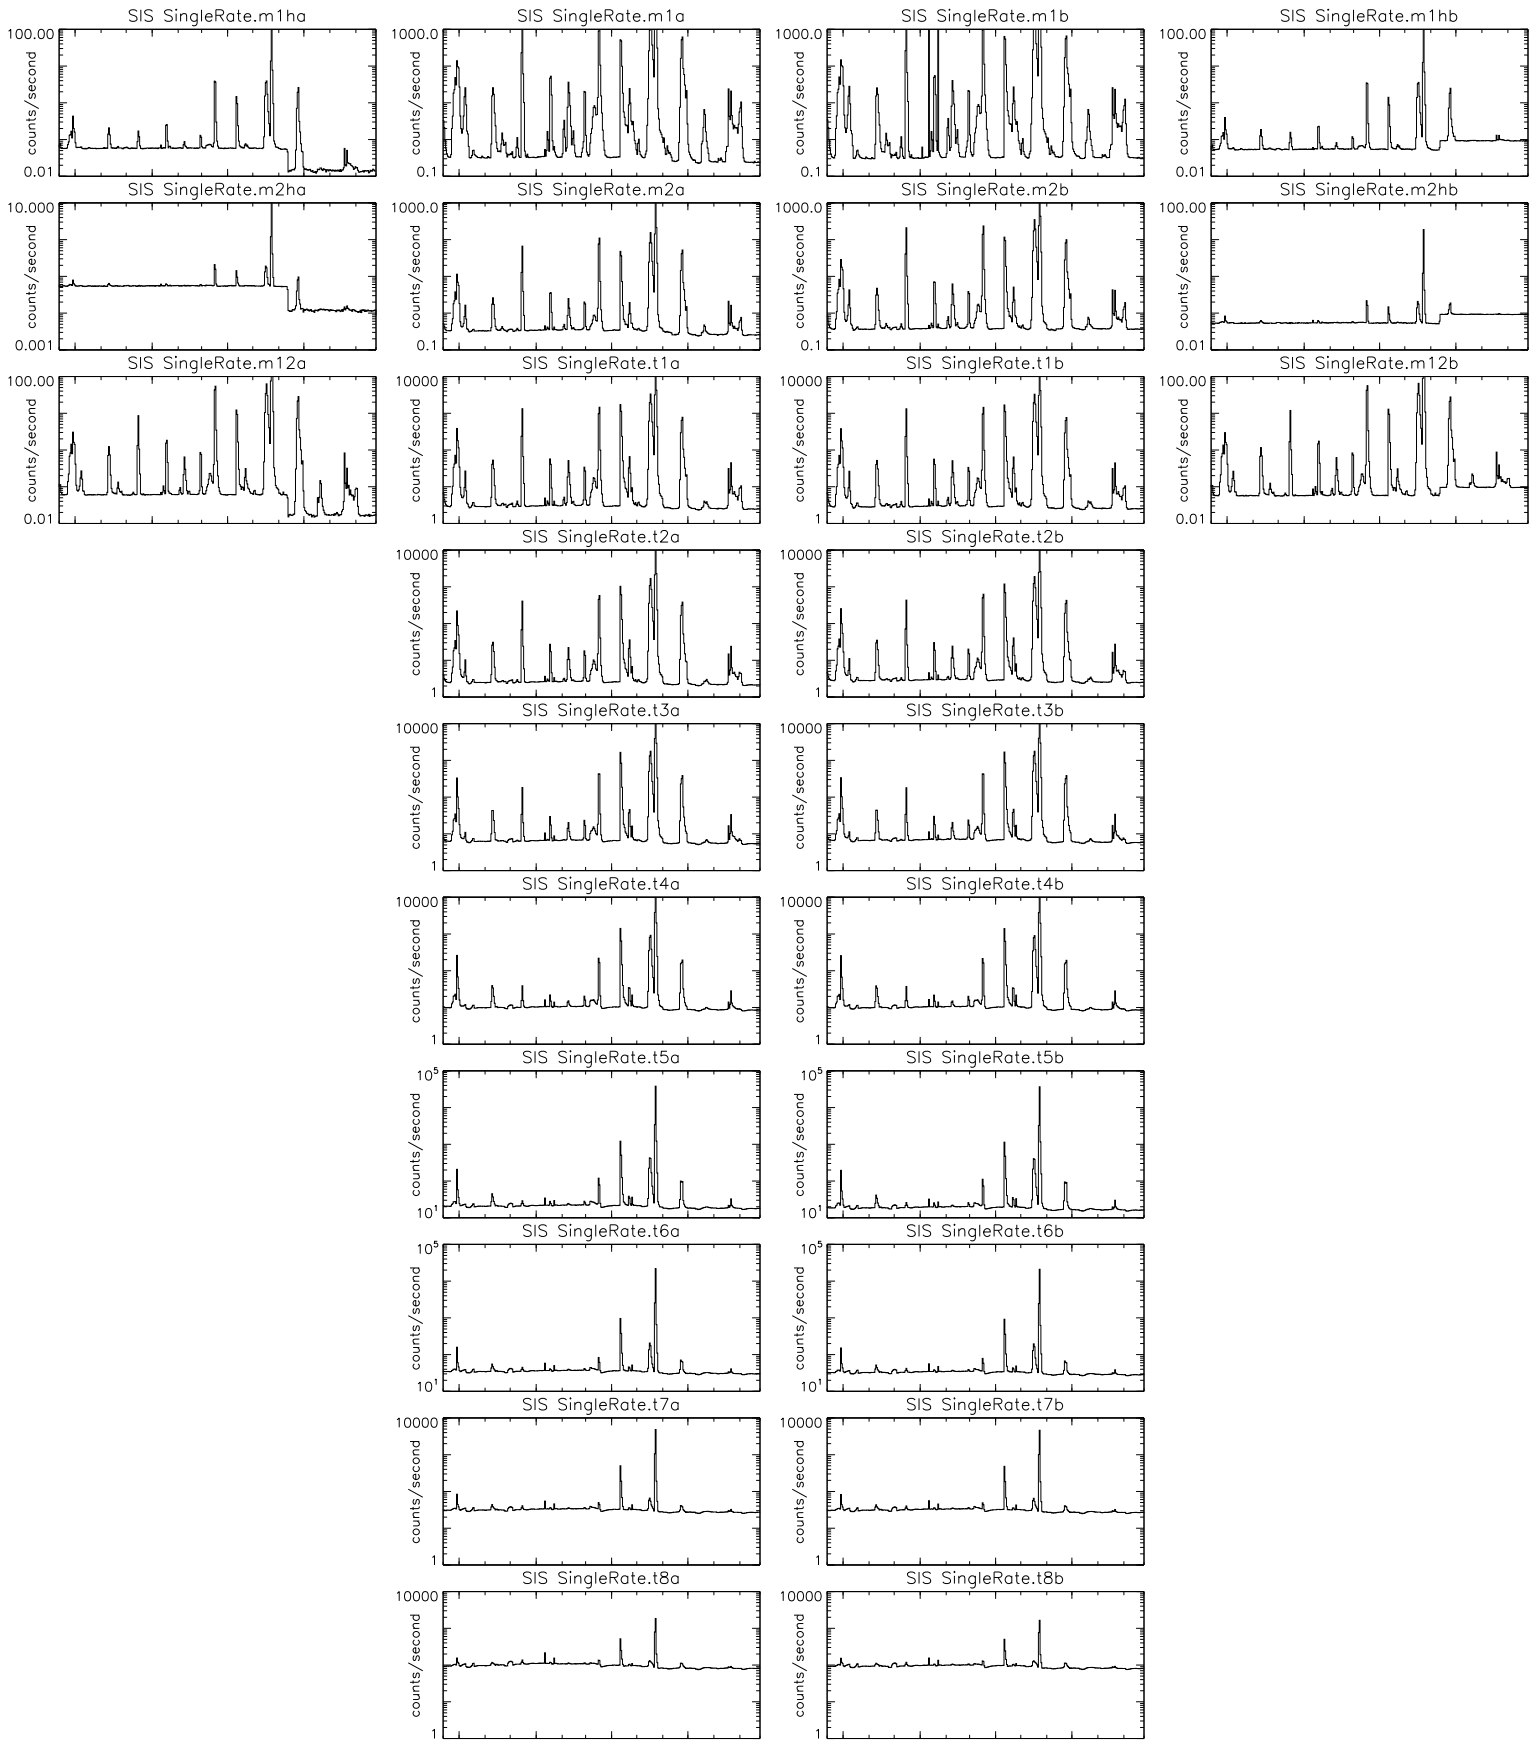 SIS SingleRate.m1ha SIS SingleRate.m1a SIS SingleRate.m1b SIS SingleRate.m1hb
100.00 1000.0 1000.0 100.00
counts/second counts/second counts/second counts/second
0.01 0.1 0.1 0.01
SIS SingleRate.m2ha SIS SingleRate.m2a SIS SingleRate.m2b SIS SingleRate.m2hb
10.000 1000.0 1000.0 100.00
counts/second counts/second counts/second counts/second
0.001 0.1 0.1 0.01
SIS SingleRate.m12a SIS SingleRate.t1a SIS SingleRate.t1b SIS SingleRate.m12b
100.00 10000 10000 100.00
counts/second counts/second counts/second counts/second
0.01 1 1 0.01
SIS SingleRate.t2a SIS SingleRate.t2b
10000 10000
counts/second counts/second
1 1
SIS SingleRate.t3a SIS SingleRate.t3b
10000 10000
counts/second counts/second
1 1
SIS SingleRate.t4a SIS SingleRate.t4b
10000 10000
counts/second counts/second
1 1
SIS SingleRate.t5a SIS SingleRate.t5b
10⁵ 10⁵
counts/second counts/second
10¹ 10¹
SIS SingleRate.t6a SIS SingleRate.t6b
10⁵ 10⁵
counts/second counts/second
10¹ 10¹
SIS SingleRate.t7a SIS SingleRate.t7b
10000 10000
counts/second counts/second
1 1
SIS SingleRate.t8a SIS SingleRate.t8b
10000 10000
counts/second counts/second
1 1